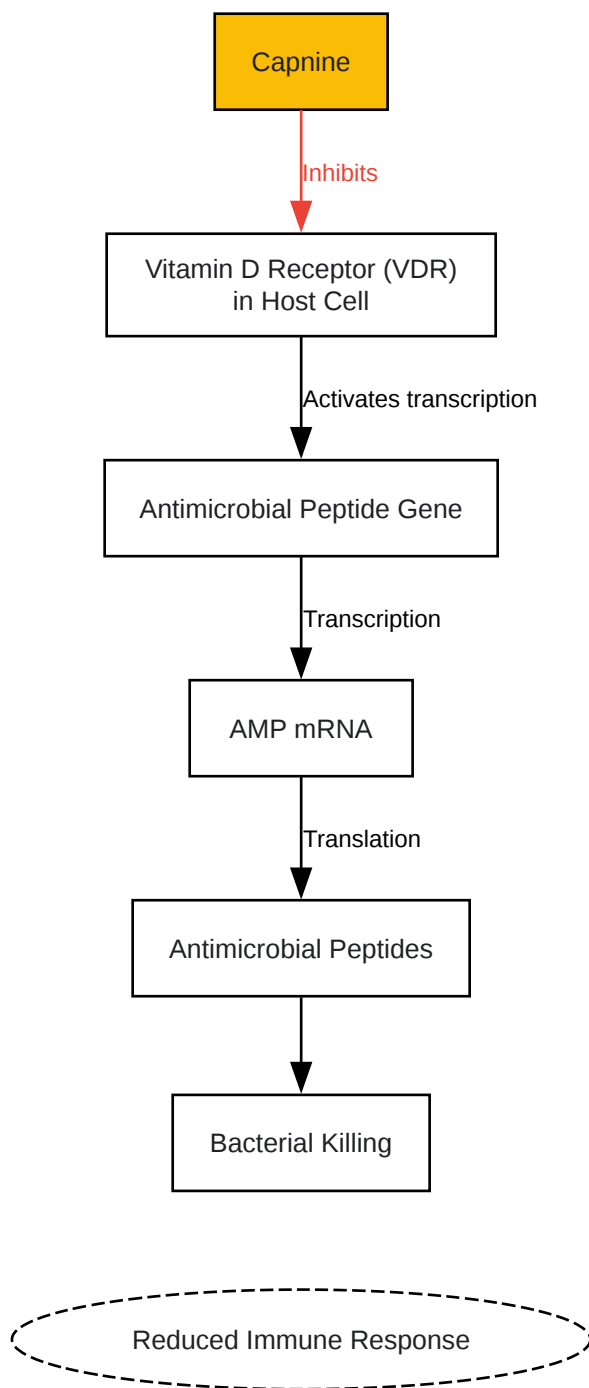 Capnine
Inhibits
Vitamin D Receptor (VDR)
in Host Cell
Activates transcription
Antimicrobial Peptide Gene
Transcription
AMP mRNA
Translation
Antimicrobial Peptides
Bacterial Killing
Reduced Immune Response